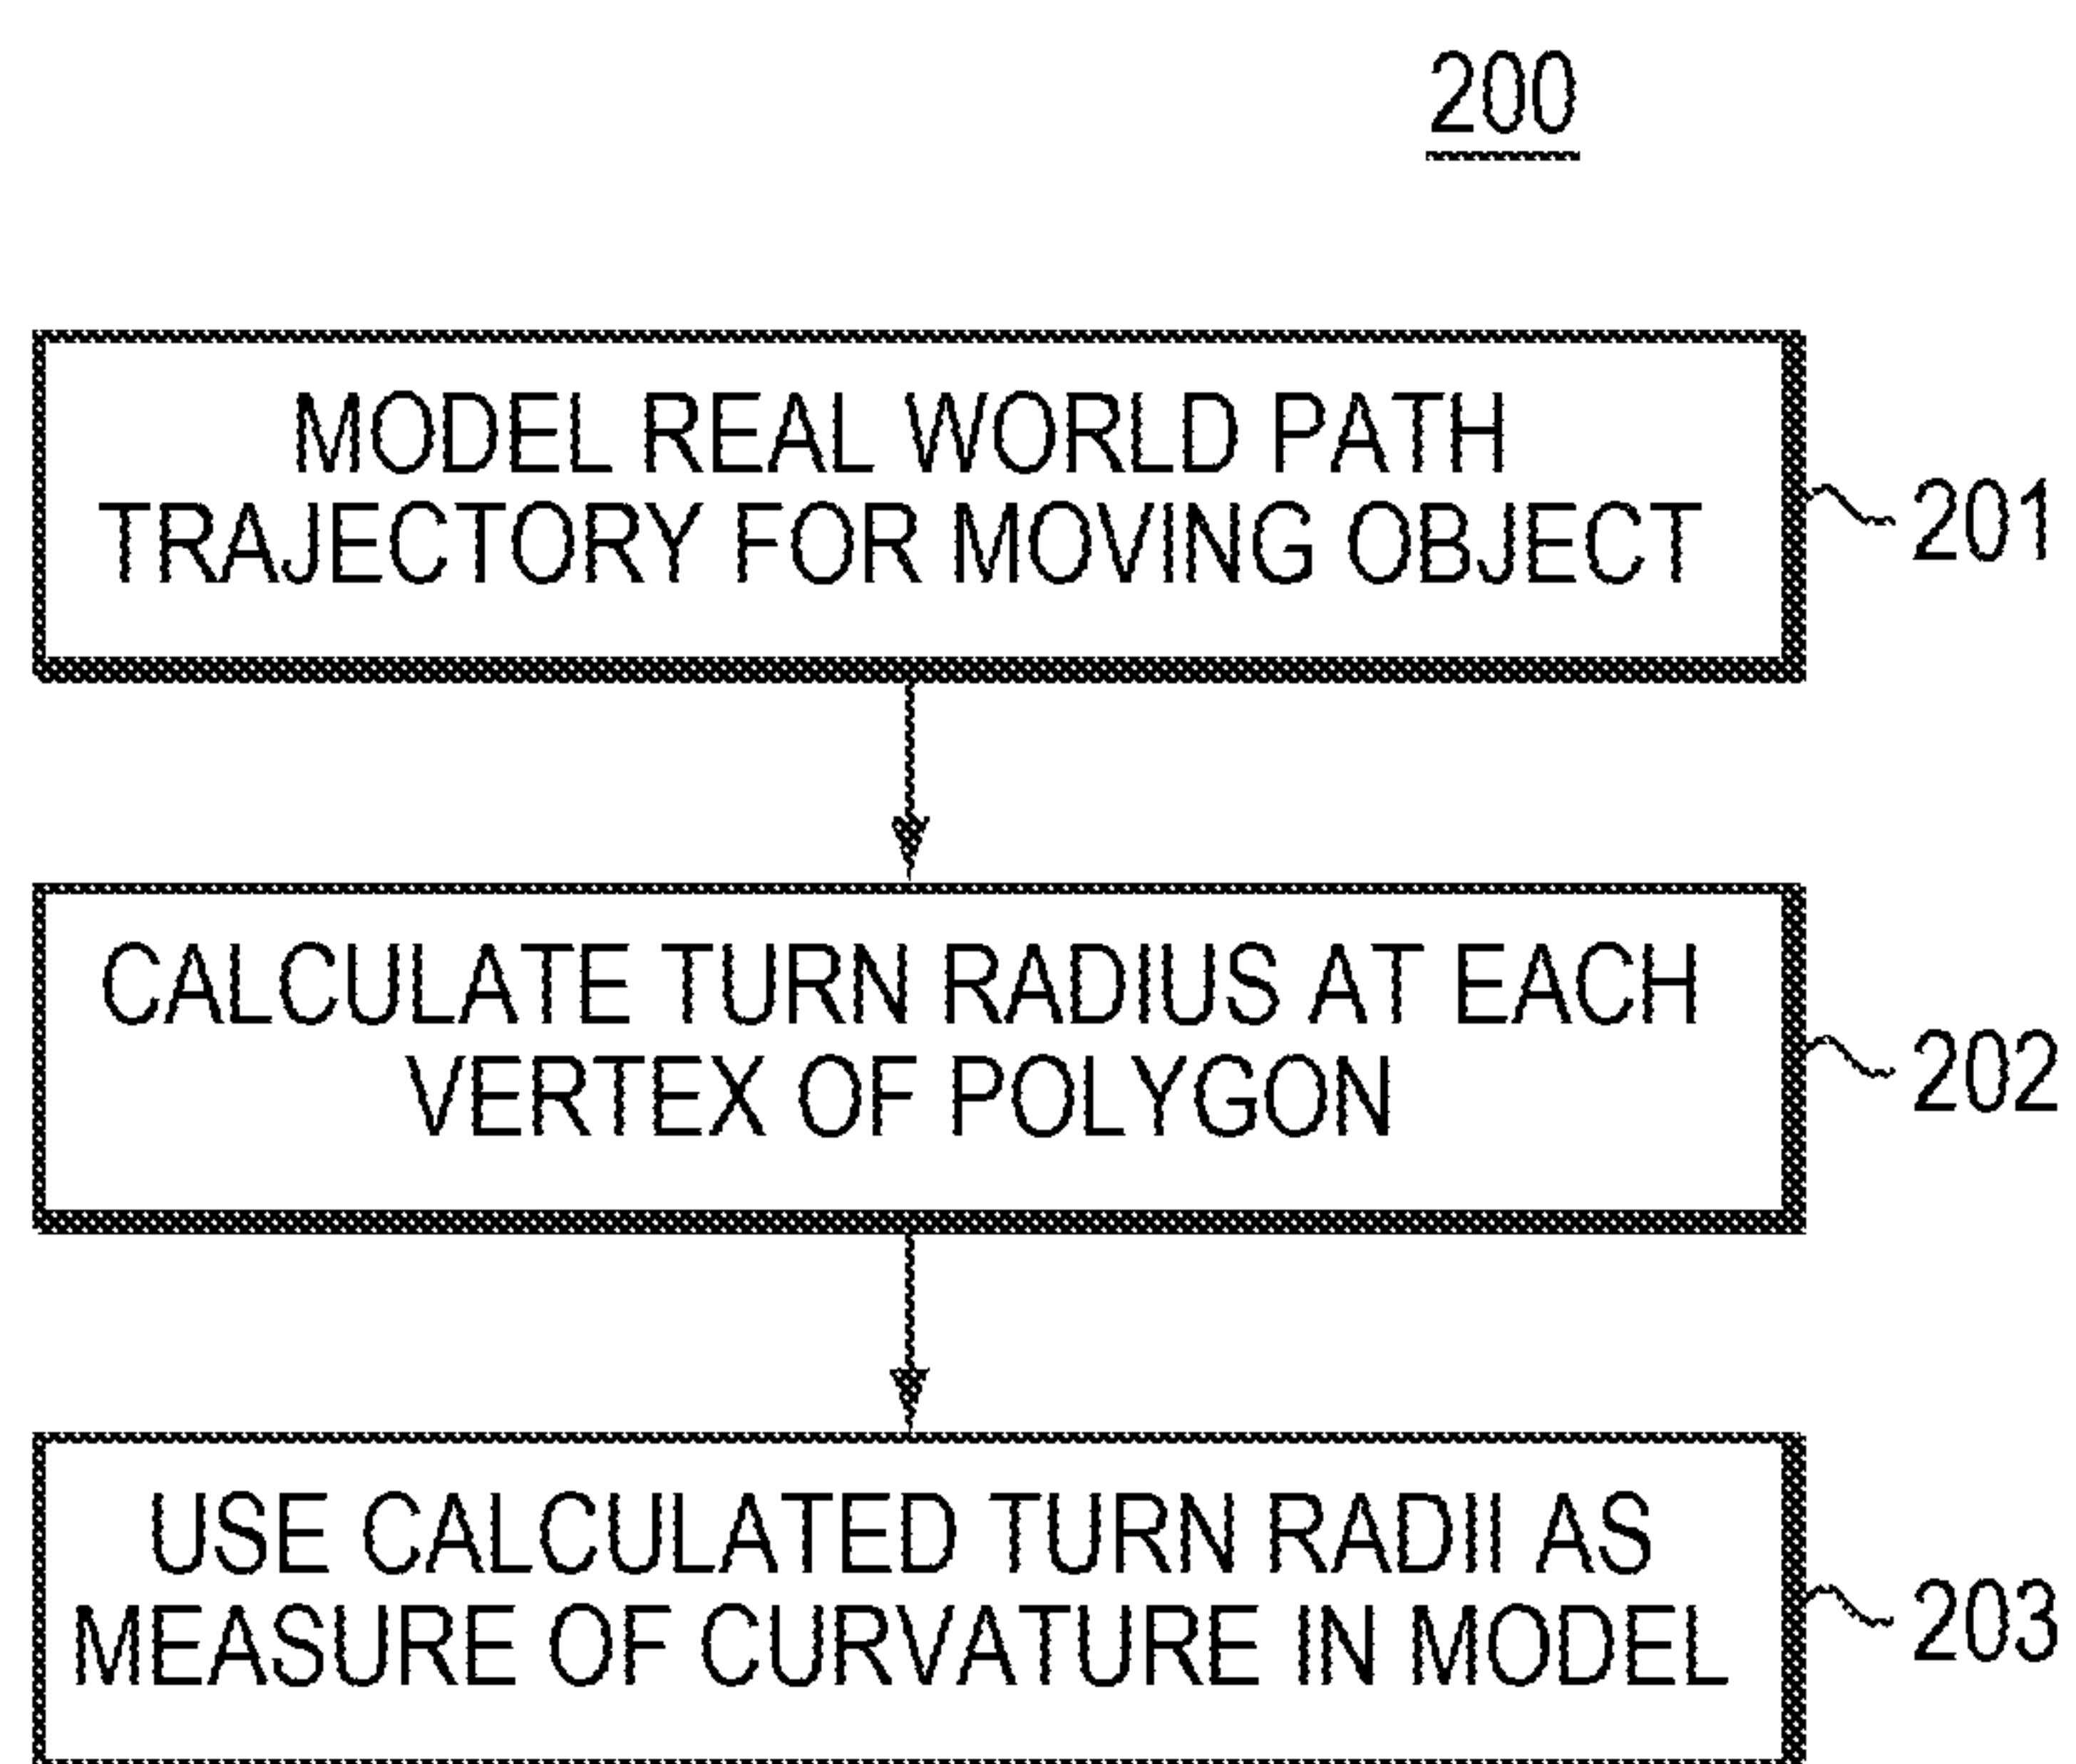 200
MODEL REAL WORLD PATH
TRAJECTORY FOR MOVING OBJECT
201
CALCULATE TURN RADIUS AT EACH
VERTEX OF POLYGON
202
USE CALCULATED TURN RADII AS
MEASURE OF CURVATURE IN MODEL
203